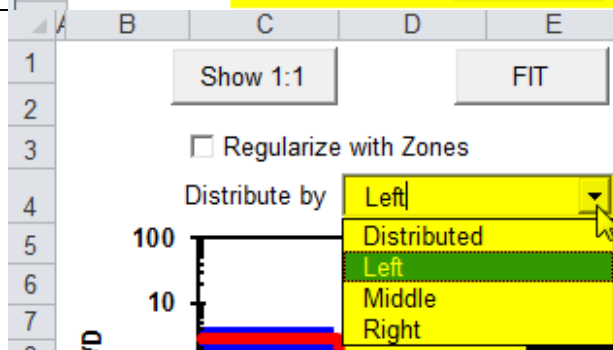 A B C D E
1 Show 1:1 FIT
2
3 Regularize with Zones
4 Distribute by Left
5 100 Distributed
Left
6 10 Middle
7 Right